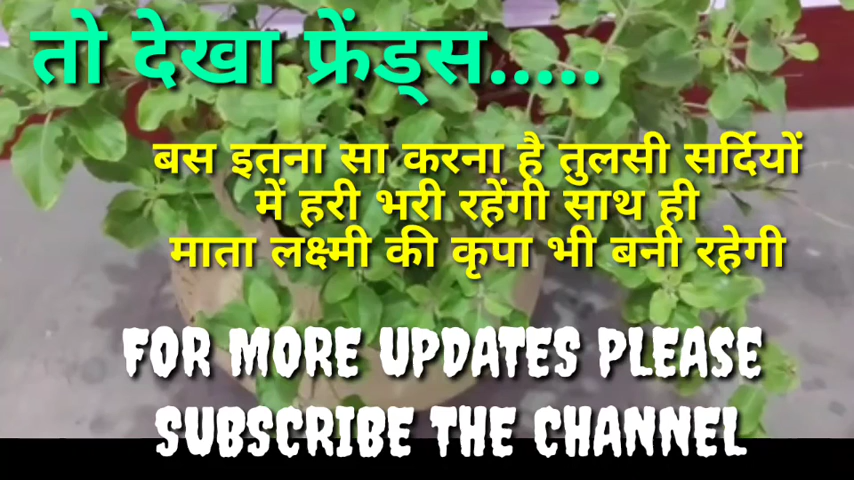 तो देखा फ्रेंड्स.....
बस इतना सा करना है तुलसी सर्दियों
में हरी भरी रहेंगी साथ ही
माता लक्ष्मी की कृपा भी बनी रहेगी
FOR MORE UPDATES PLEASE
SUBSCRIBE THE CHANNEL